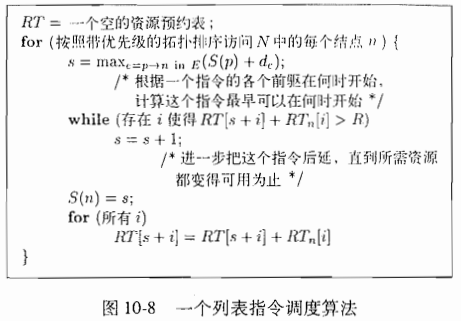 RT = 一个空的资源预约表;
for (按照带优先级的拓扑排序访问N中的每个结点 n) {
s = max_{e=p→n in E}(S(p) + d_e);
/* 根据一个指令的各个前驱在何时开始,
计算这个指令最早可以在何时开始 */
while (存在 i 使得 RT[s + i] + RT_n[i] > R)
s = s + 1;
/* 进一步把这个指令后延, 直到所需资源
都变得可用为止 */
S(n) = s;
for (所有 i)
RT[s + i] = RT[s + i] + RT_n[i]
}
图 10-8 一个列表指令调度算法